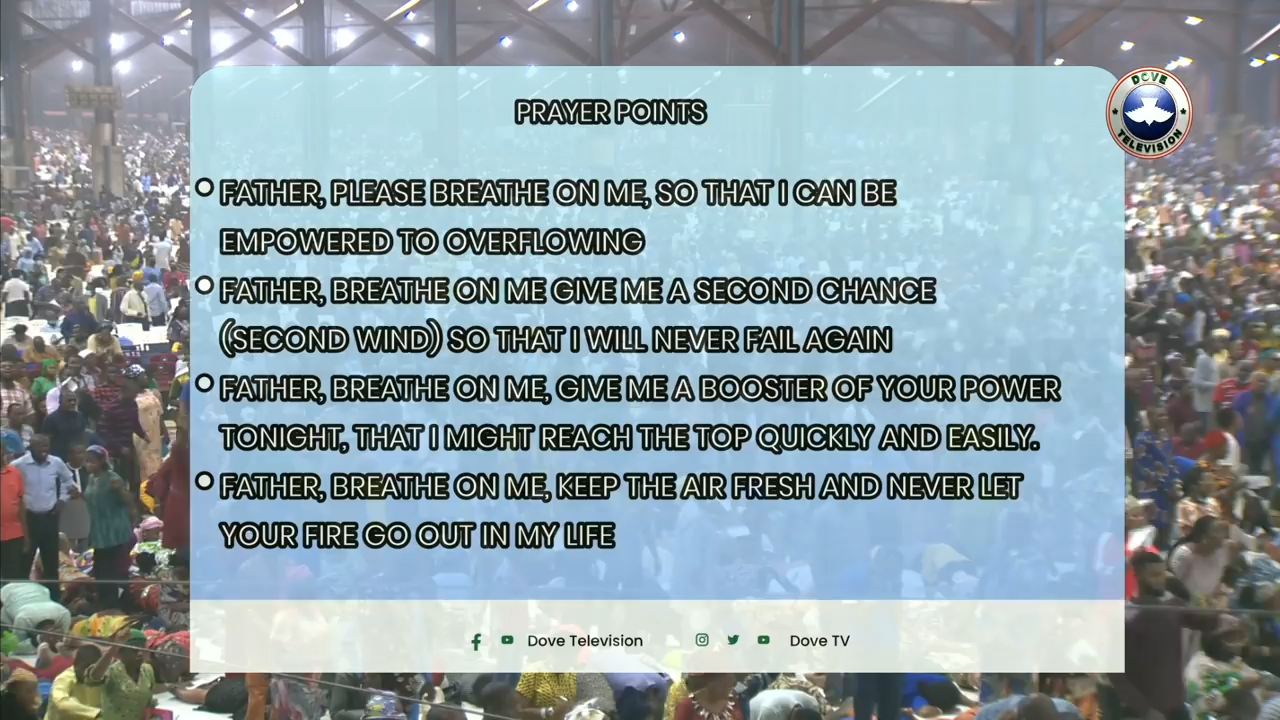 PRAYER POINTS
DOVE
TELEVISION
FATHER, PLEASE BREATHE ON ME, SO THAT I CAN BE
EMPOWERED TO OVERFLOWING
FATHER, BREATHE ON ME GIVE ME A SECOND CHANCE
(SECOND WIND) SO THAT I WILL NEVER FAIL AGAIN
FATHER, BREATHE ON ME, GIVE ME A BOOSTER OF YOUR POWER
TONIGHT, THAT I MIGHT REACH THE TOP QUICKLY AND EASILY.
FATHER, BREATHE ON ME, KEEP THE AIR FRESH AND NEVER LET
YOUR FIRE GO OUT IN MY LIFE
Dove Television Dove TV